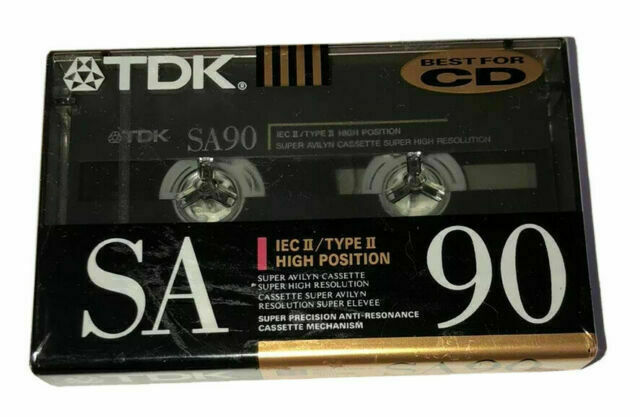 TDK®
BEST FOR
CD
TDK SA90 IEC II/TYPE II HIGH POSITION
SUPER AVILYN CASSETTE SUPER HIGH RESOLUTION
SA
IEC II/TYPE II
HIGH POSITION
90
SUPER AVILYN CASSETTE
SUPER HIGH RESOLUTION
CASSETTE SUPER AVILYN
RESOLUTION SUPER ELEVEE
SUPER PRECISION ANTI-RESONANCE
CASSETTE MECHANISM
TDK SA90